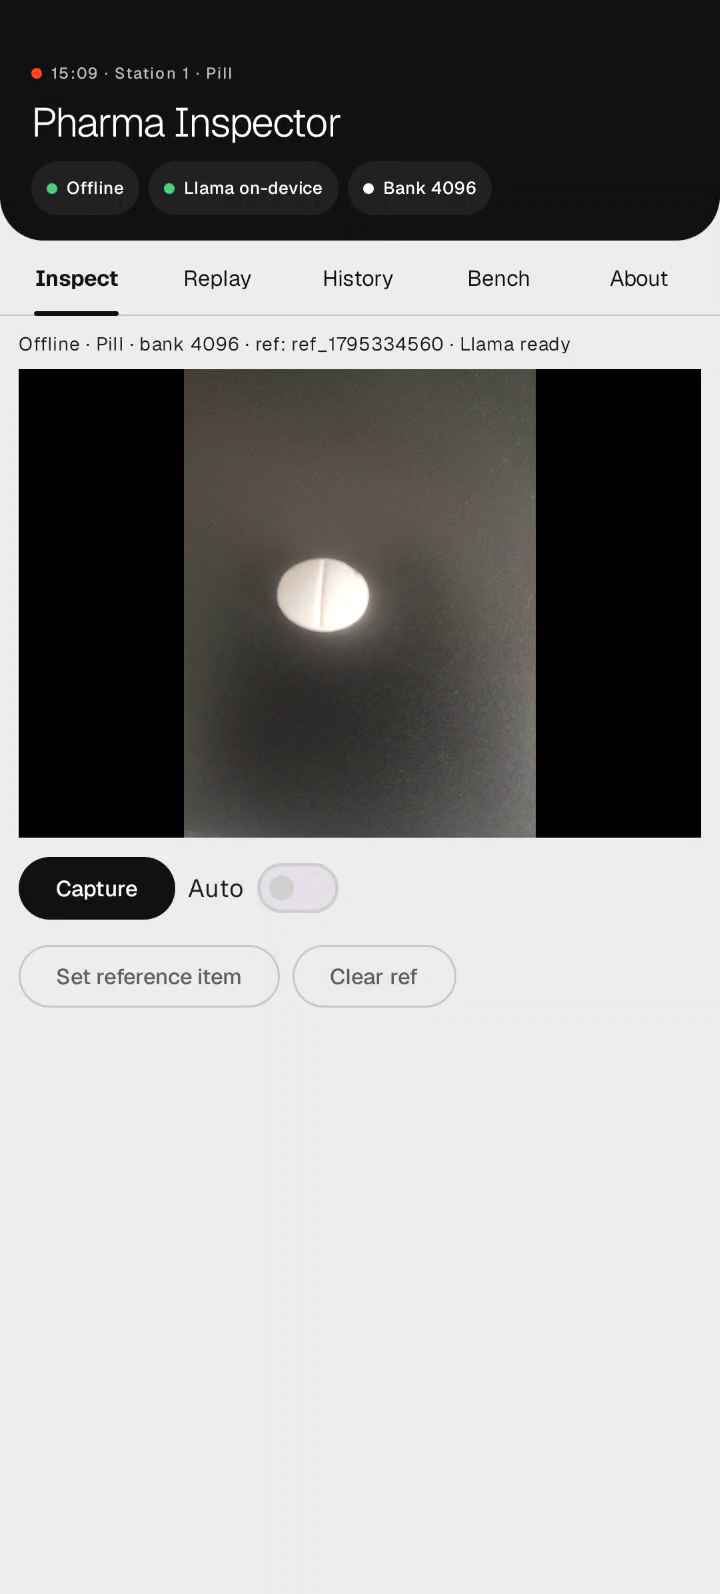 15:09 · Station 1 · Pill
Pharma Inspector
Offline
Llama on-device
Bank 4096
Inspect
Replay
History
Bench
About
Offline · Pill · bank 4096 · ref: ref_1795334560 · Llama ready
Capture
Auto
Set reference item
Clear ref